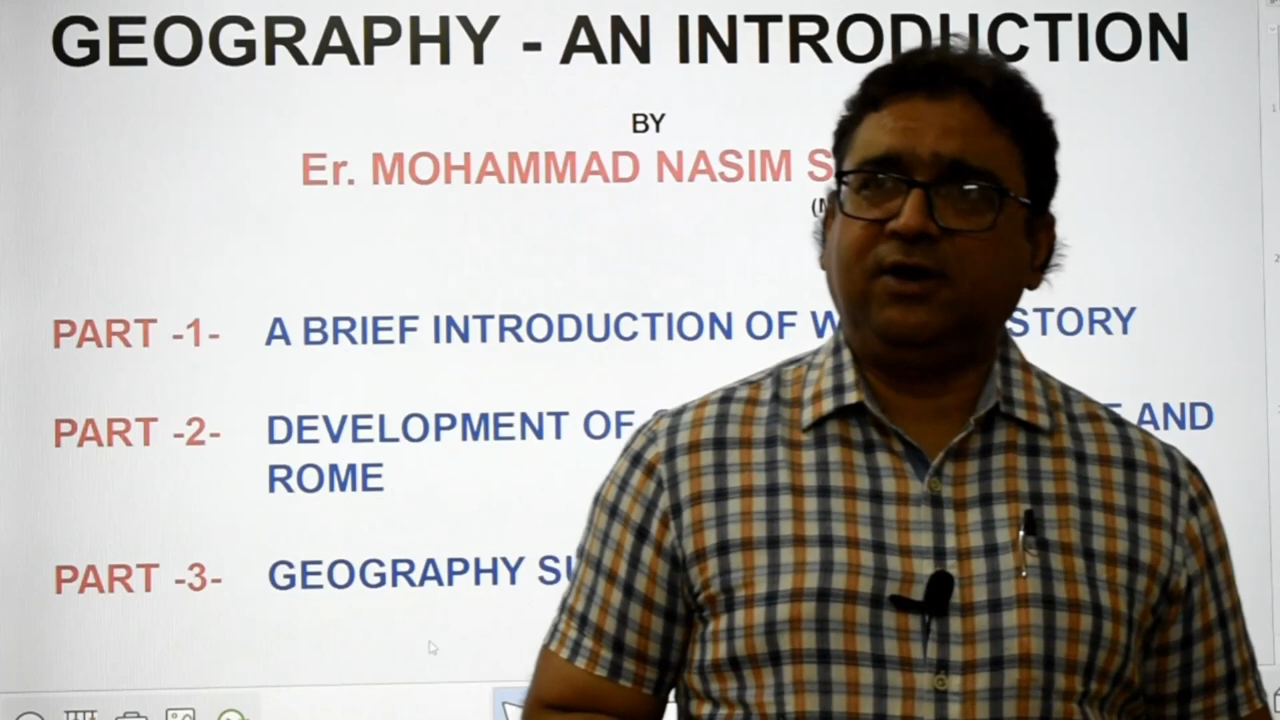 GEOGRAPHY - AN INTRODUCTION
BY
Er. MOHAMMAD NASIM
PART -1- A BRIEF INTRODUCTION OF
PART -2- DEVELOPMENT OF AND
ROME
PART -3- GEOGRAPHY